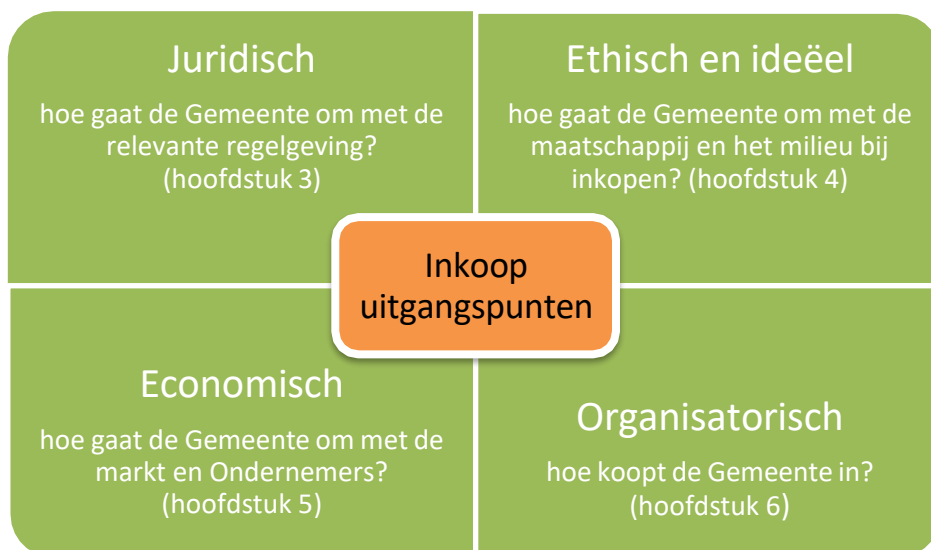 Juridisch
hoe gaat de Gemeente om met de
relevante regelgeving?
(hoofdstuk 3)
Ethisch en ideëel
hoe gaat de Gemeente om met de
maatschappij en het milieu bij
inkopen? (hoofdstuk 4)
Inkoop
uitgangspunten
Economisch
hoe gaat de Gemeente om met de
markt en Ondernemers?
(hoofdstuk 5)
Organisatorisch
hoe koopt de Gemeente in?
(hoofdstuk 6)